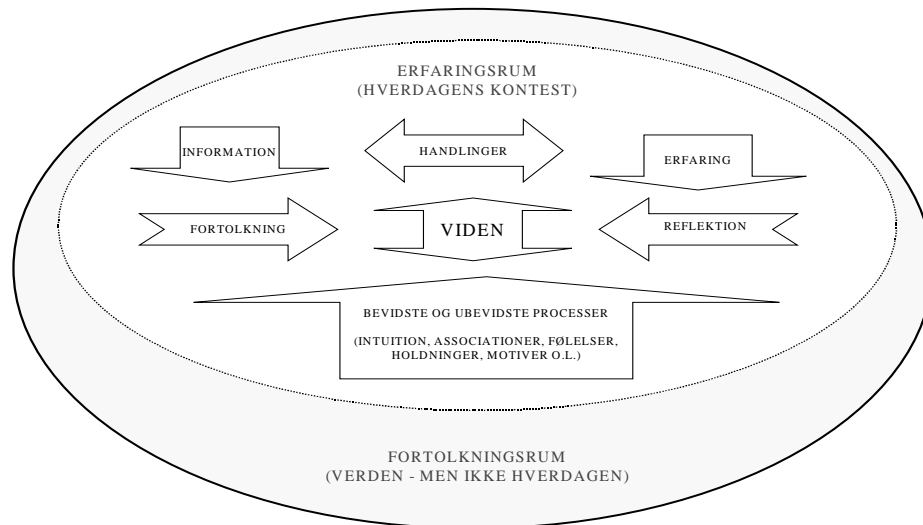 ERFARINGSRUM
(HVERDAGENS KONTEST)
INFORMATION
HANDLINGER
ERFARING
FORTOLKNING
VIDEN
REFLEKTION
BEVIDSTE OG UBEVIDSTE PROCESSER
(INTUITION, ASSOCIATIONER, FØLELSER,
HOLDNINGER, MOTIVER O.L.)
FORTOLKNINGSRUM
(VERDEN - MEN IKKE HVERDAGEN)